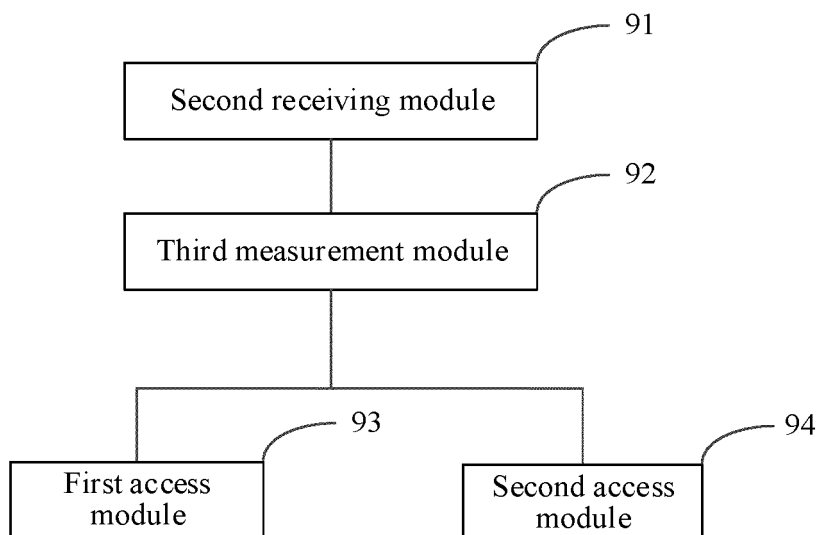 91
Second receiving module
92
Third measurement module
93
94
First access
module
Second access
module